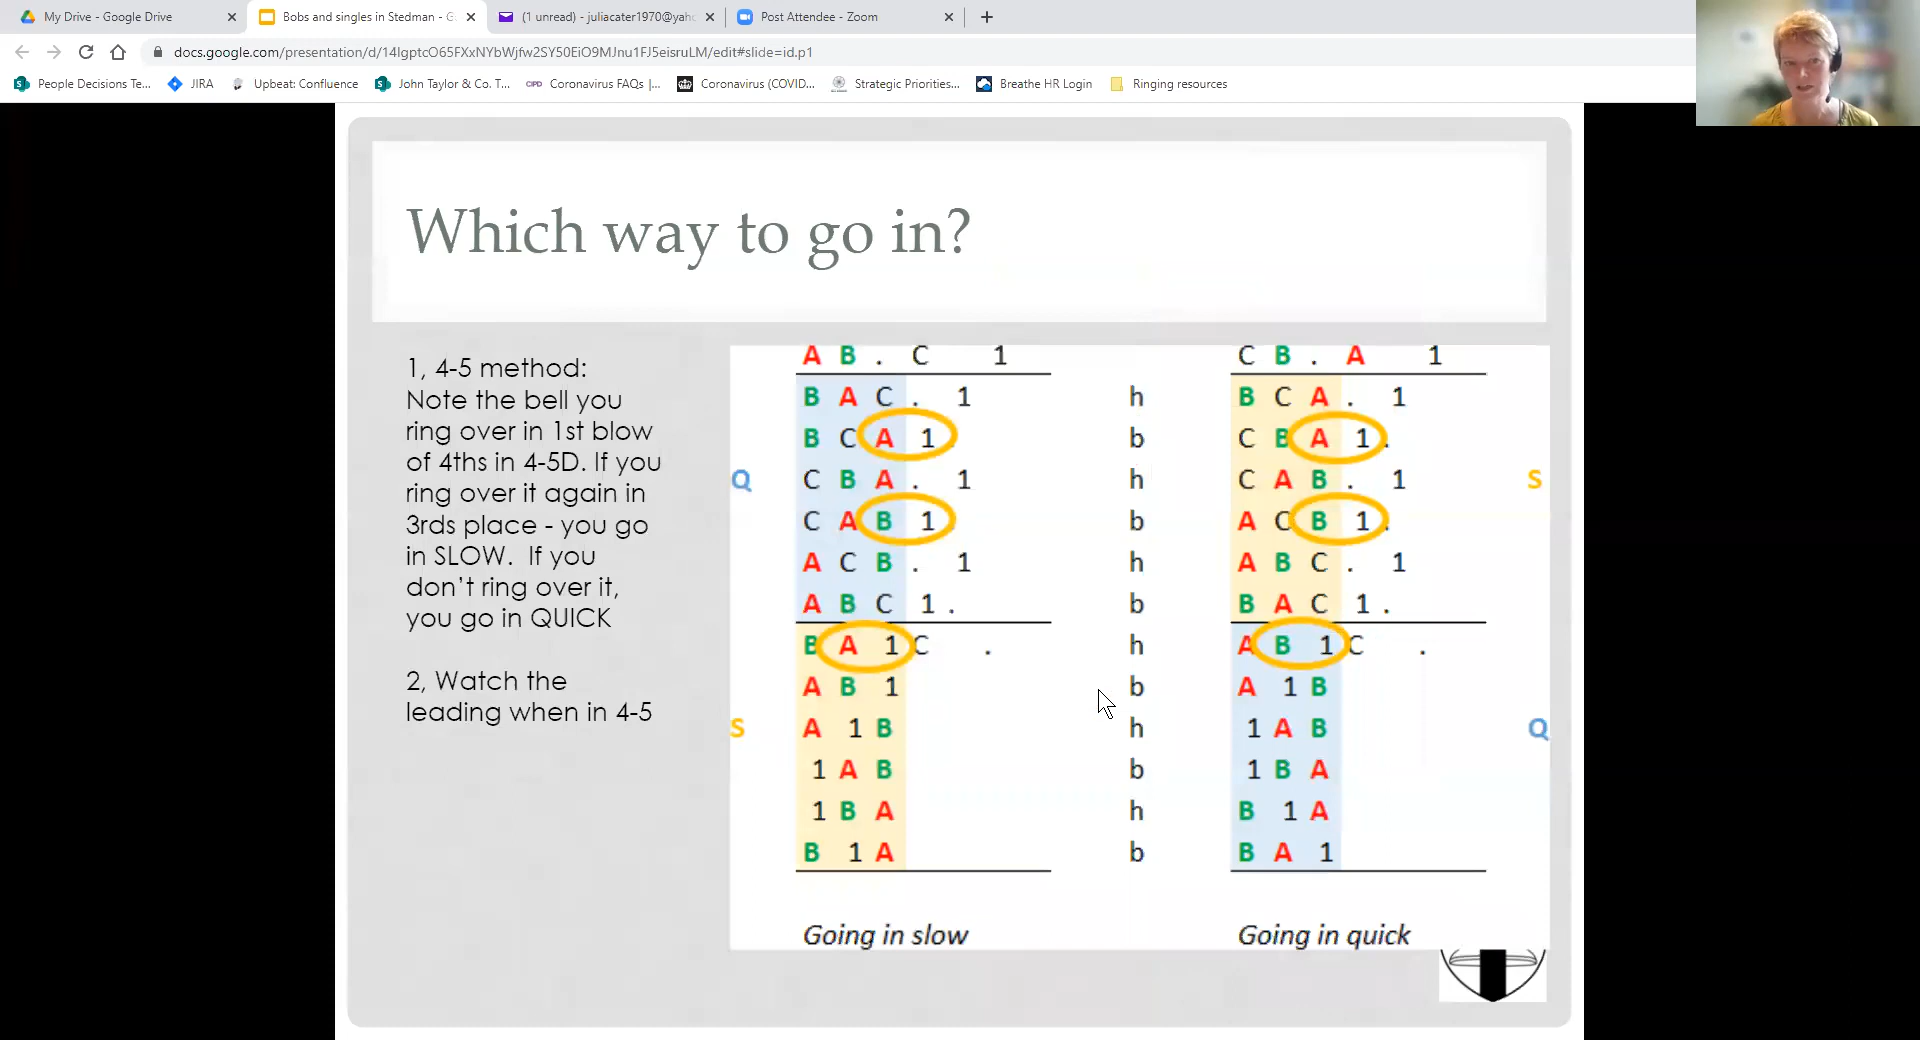 My Drive - Google Drive
Bobs and singles in Stedman - G
(1 unread) - juliacater1970@yah
Post Attendee - Zoom
docs.google.com/presentation/d/14IgptcO65FXxNYbWjfw2SY50EiO9MJnu1FJ5eisruLM/edit#slide=id.p1
People Decisions Te...
JIRA
Upbeat: Confluence
John Taylor & Co. T...
CIPD Coronavirus FAQs |...
Coronavirus (COVID...
Strategic Priorities...
Breathe HR Login
Ringing resources
Which way to go in?
1, 4-5 method:
Note the bell you
ring over in 1st blow
of 4ths in 4-5D. If you
ring over it again in
3rds place - you go
in SLOW. If you
don't ring over it,
you go in QUICK
2, Watch the
leading when in 4-5
A B . C 1 C B . A 1
B A C . 1 h B C A . 1
B C A 1 . b C B A 1 .
Q C B A . 1 h C A B . 1 S
C A B 1 . b A C B 1 .
A C B . 1 h A B C . 1
A B C 1 . b B A C 1 .
B A 1 C . h A B 1 C .
A B 1 b A 1 B
S A 1 B h 1 A B Q
1 A B b 1 B A
1 B A h B 1 A
B 1 A b B A 1
Going in slow Going in quick